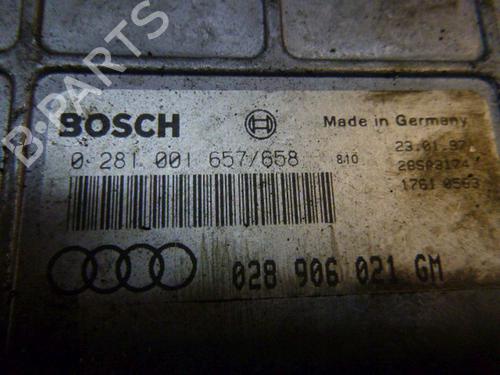 B-PARTS
BOSCH
Made in Germany
0 281 001 657/658
810
23.01.97
28SA3174
1761 0563
028 906 021 GM